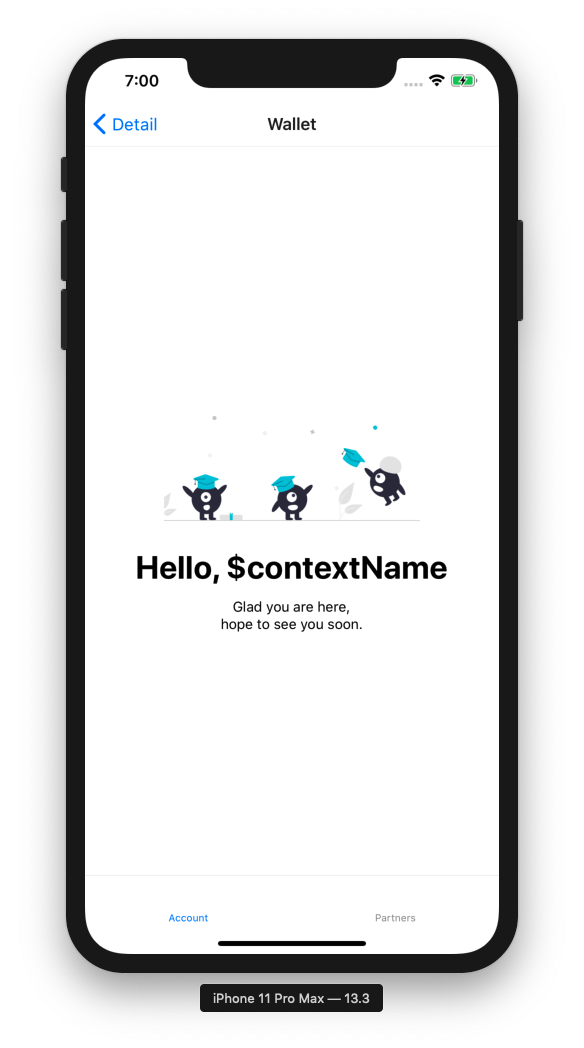 7:00
Detail
Wallet
Hello, $contextName
Glad you are here,
hope to see you soon.
Account
Partners
iPhone 11 Pro Max — 13.3